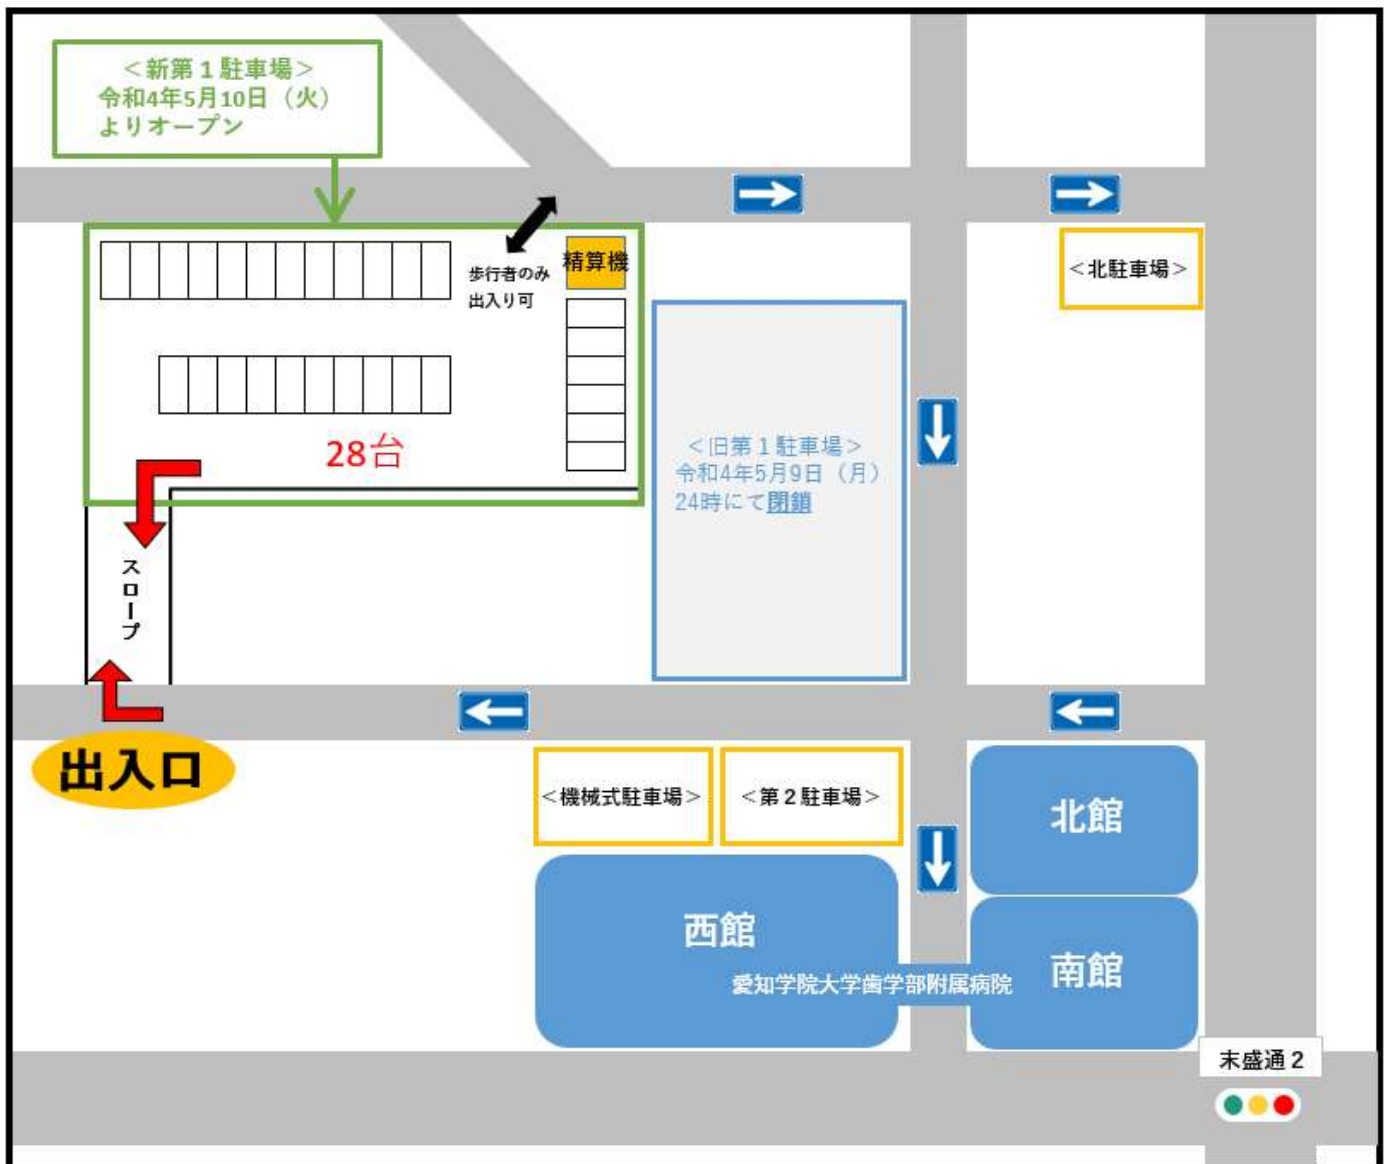 ＜新第１駐車場＞
令和4年5月10日（火）
よりオープン
精算機
歩行者のみ
出入り可
＜北駐車場＞
28台
＜旧第１駐車場＞
令和4年5月9日（月）
24時にて閉鎖
スロープ
出入口
＜機械式駐車場＞
＜第２駐車場＞
北館
西館
南館
愛知学院大学歯学部附属病院
末盛通２